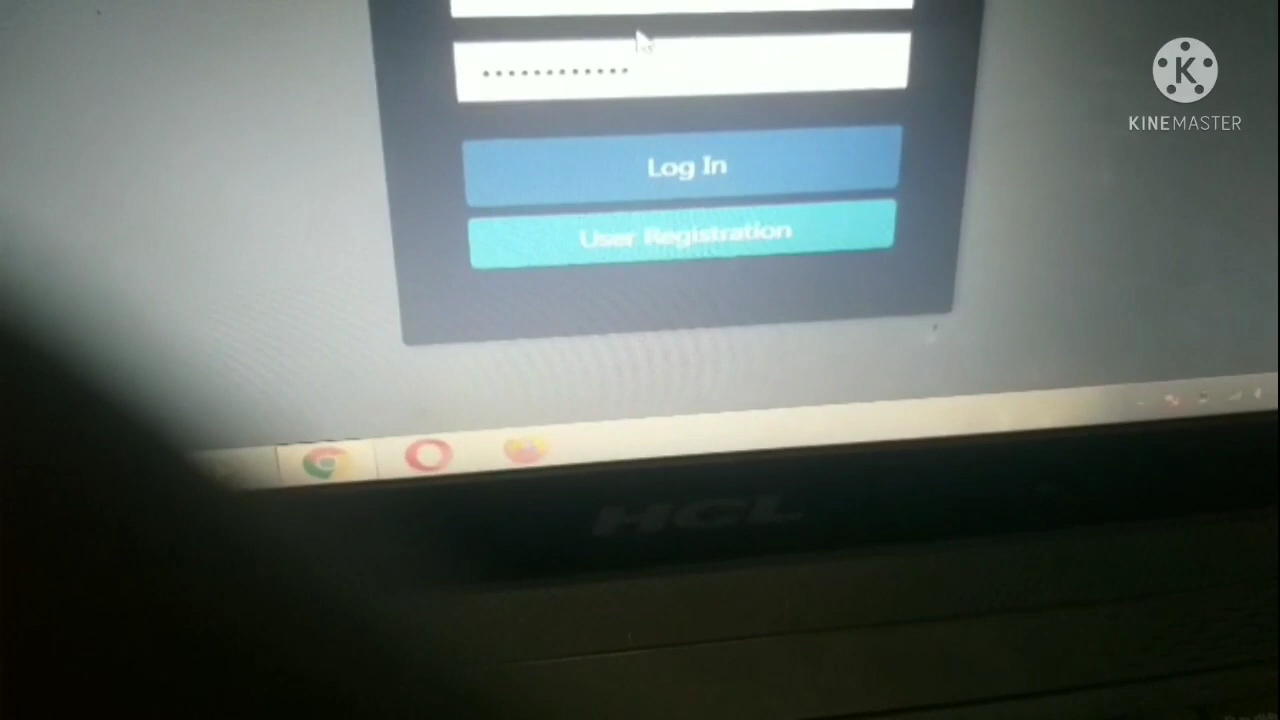 KINEMASTER
••••••••••••
Log In
User Registration
HCL